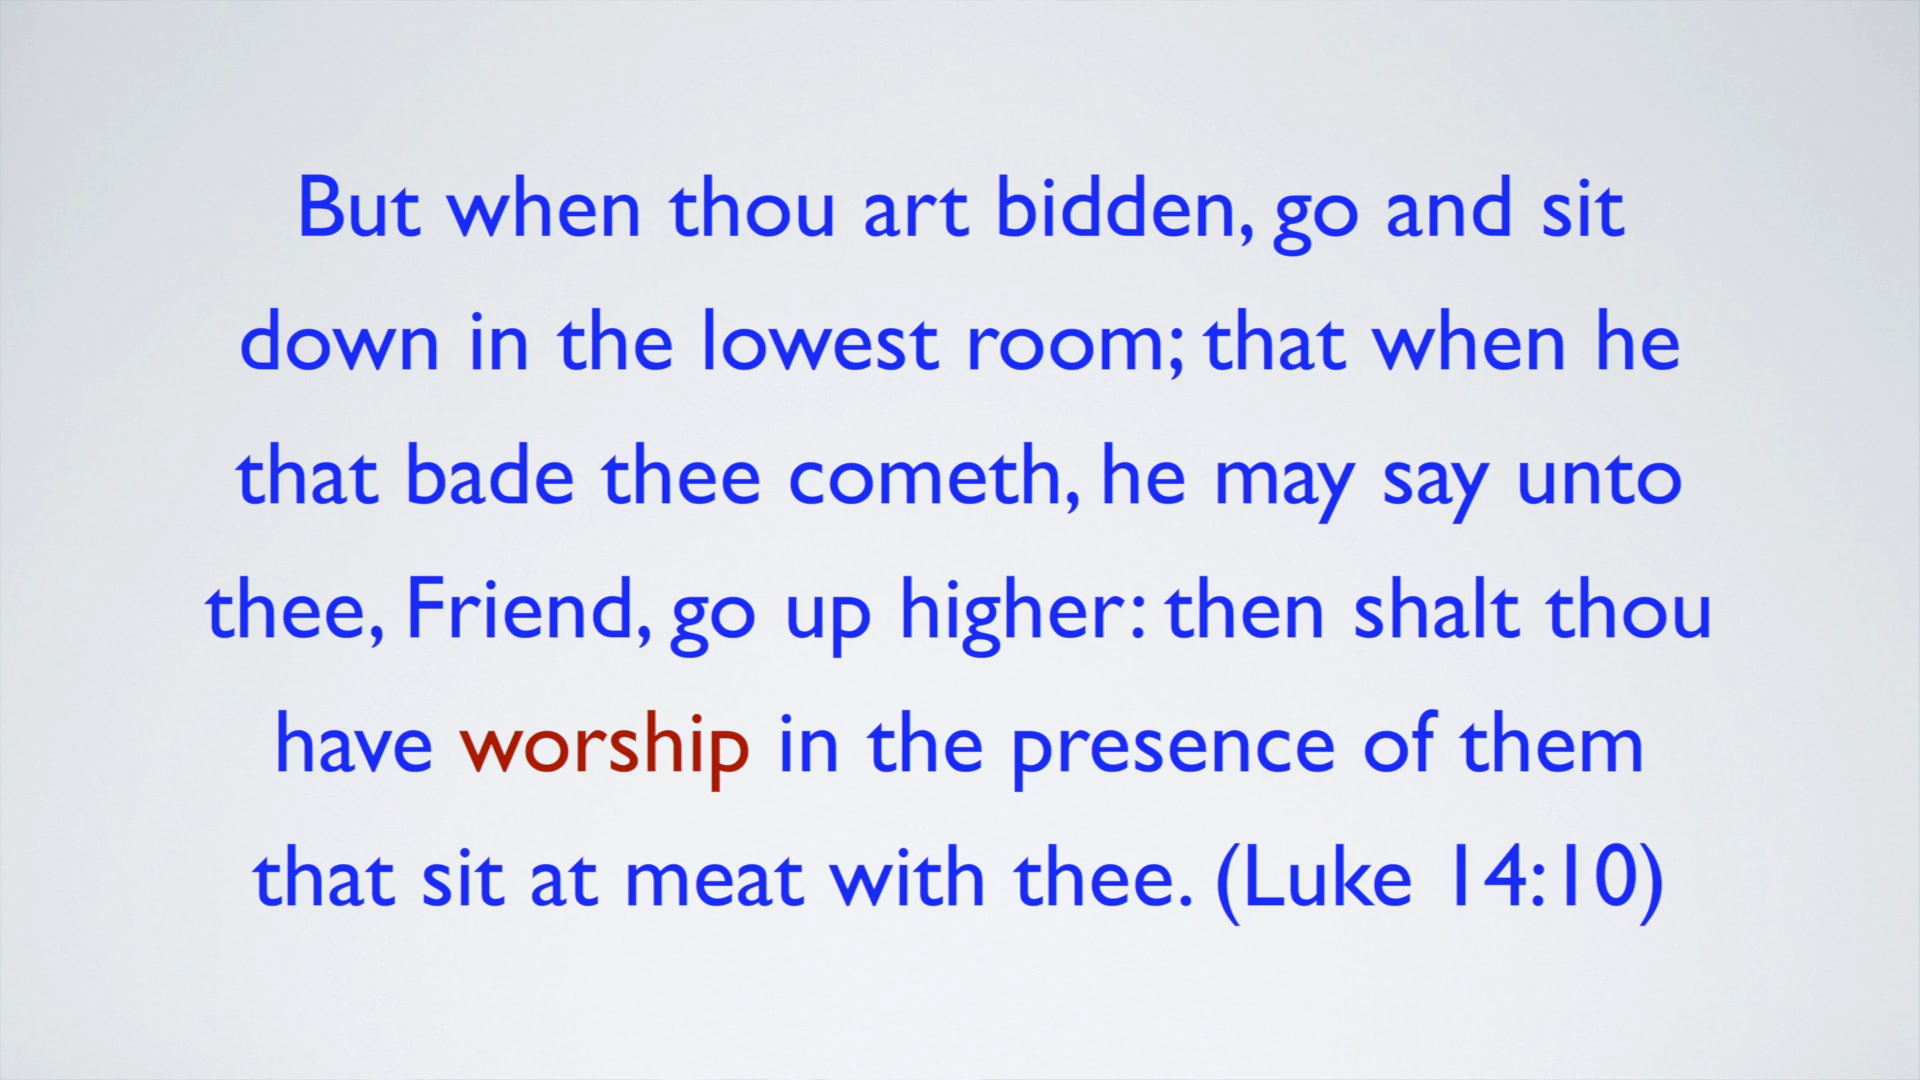 But when thou art bidden, go and sit
down in the lowest room; that when he
that bade thee cometh, he may say unto
thee, Friend, go up higher: then shalt thou
have worship in the presence of them
that sit at meat with thee. (Luke 14:10)